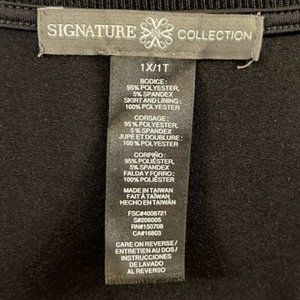 SIGNATURE COLLECTION
1X/1T
BODICE:
95% POLYESTER,
5% SPANDEX
SKIRT AND LINING:
100% POLYESTER
CORSAGE:
95% POLYESTER,
5% SPANDEX
JUPE ET DOUBLURE:
100% POLYESTER
CORPIÑO:
95% POLIÉSTER,
5% SPANDEX
FALDA Y FORRO:
100% POLIÉSTER
MADE IN TAIWAN
FAIT À TAÏWAN
HECHO EN TAIWÁN
FSC#4008721
S#206005
RN#150708
CA#16803
CARE ON REVERSE/
ENTRETIEN AU DOS/
INSTRUCCIONES
DE LAVADO
AL REVERSO